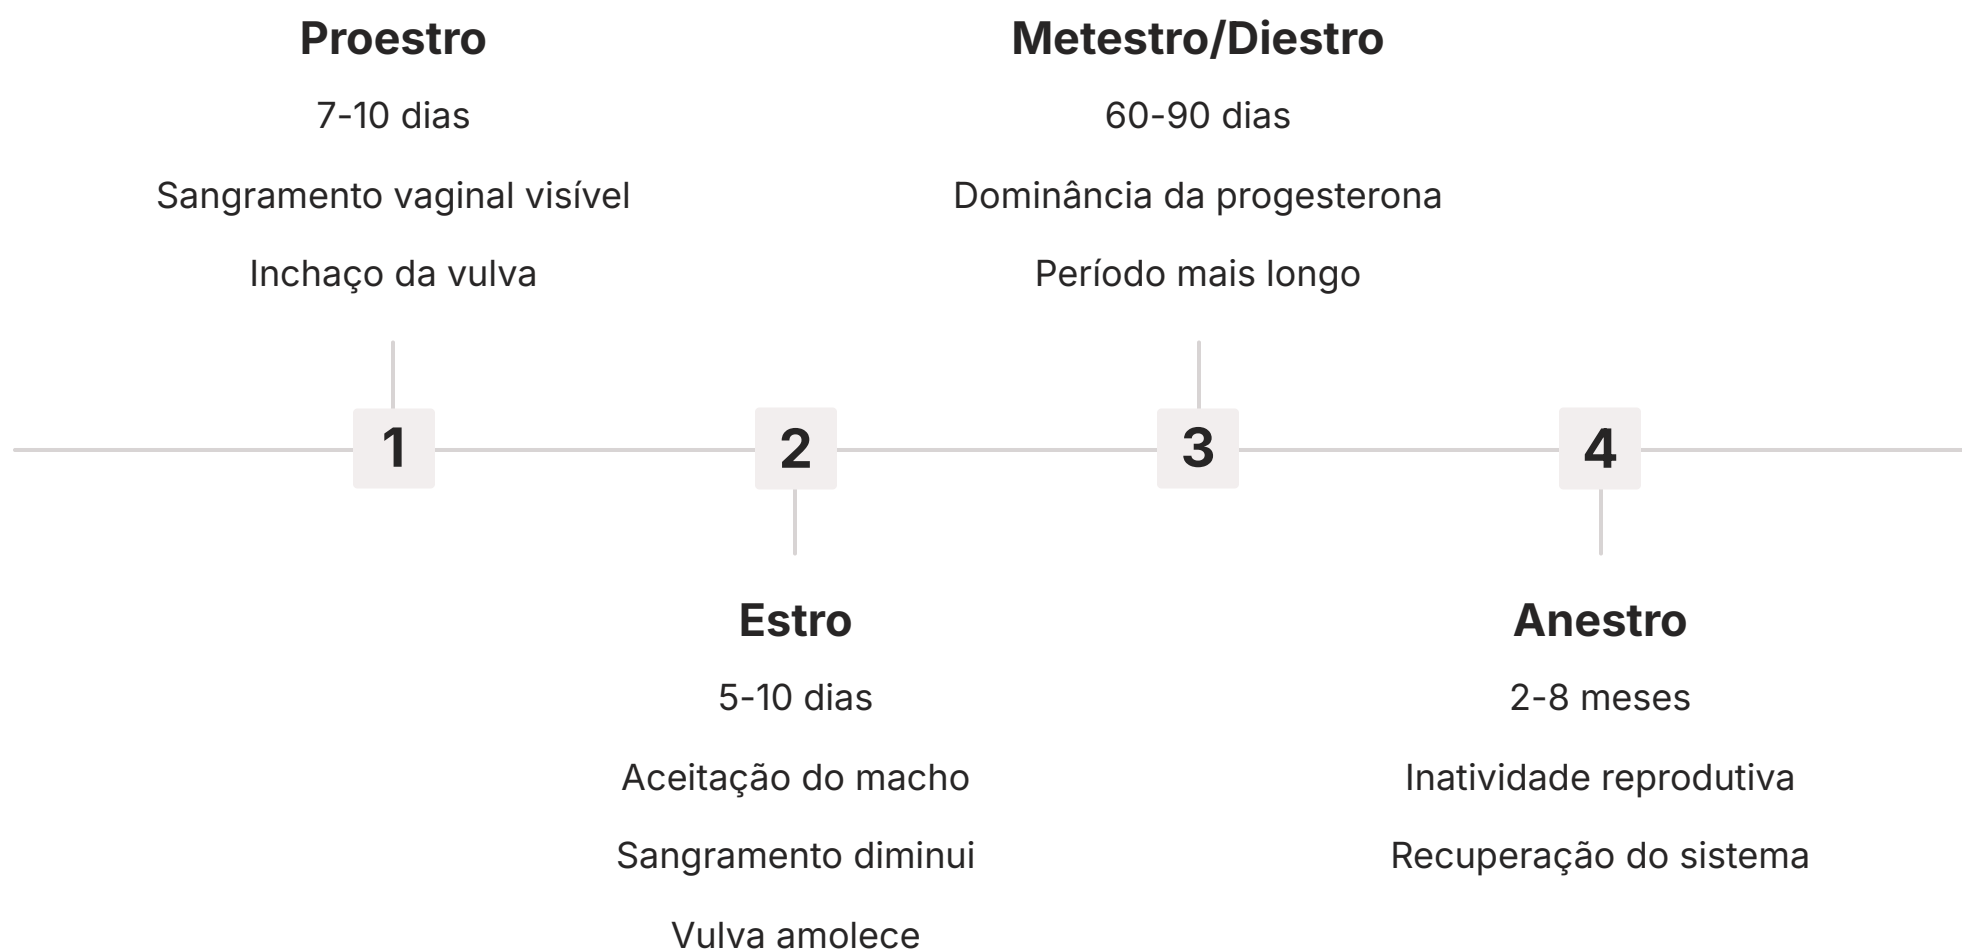 Proestro
7-10 dias
Sangramento vaginal visível
Inchaço da vulva
Metestro/Diestro
60-90 dias
Dominância da progesterona
Período mais longo
1
2
3
4
Estro
5-10 dias
Aceitação do macho
Sangramento diminui
Vulva amolece
Anestro
2-8 meses
Inatividade reprodutiva
Recuperação do sistema